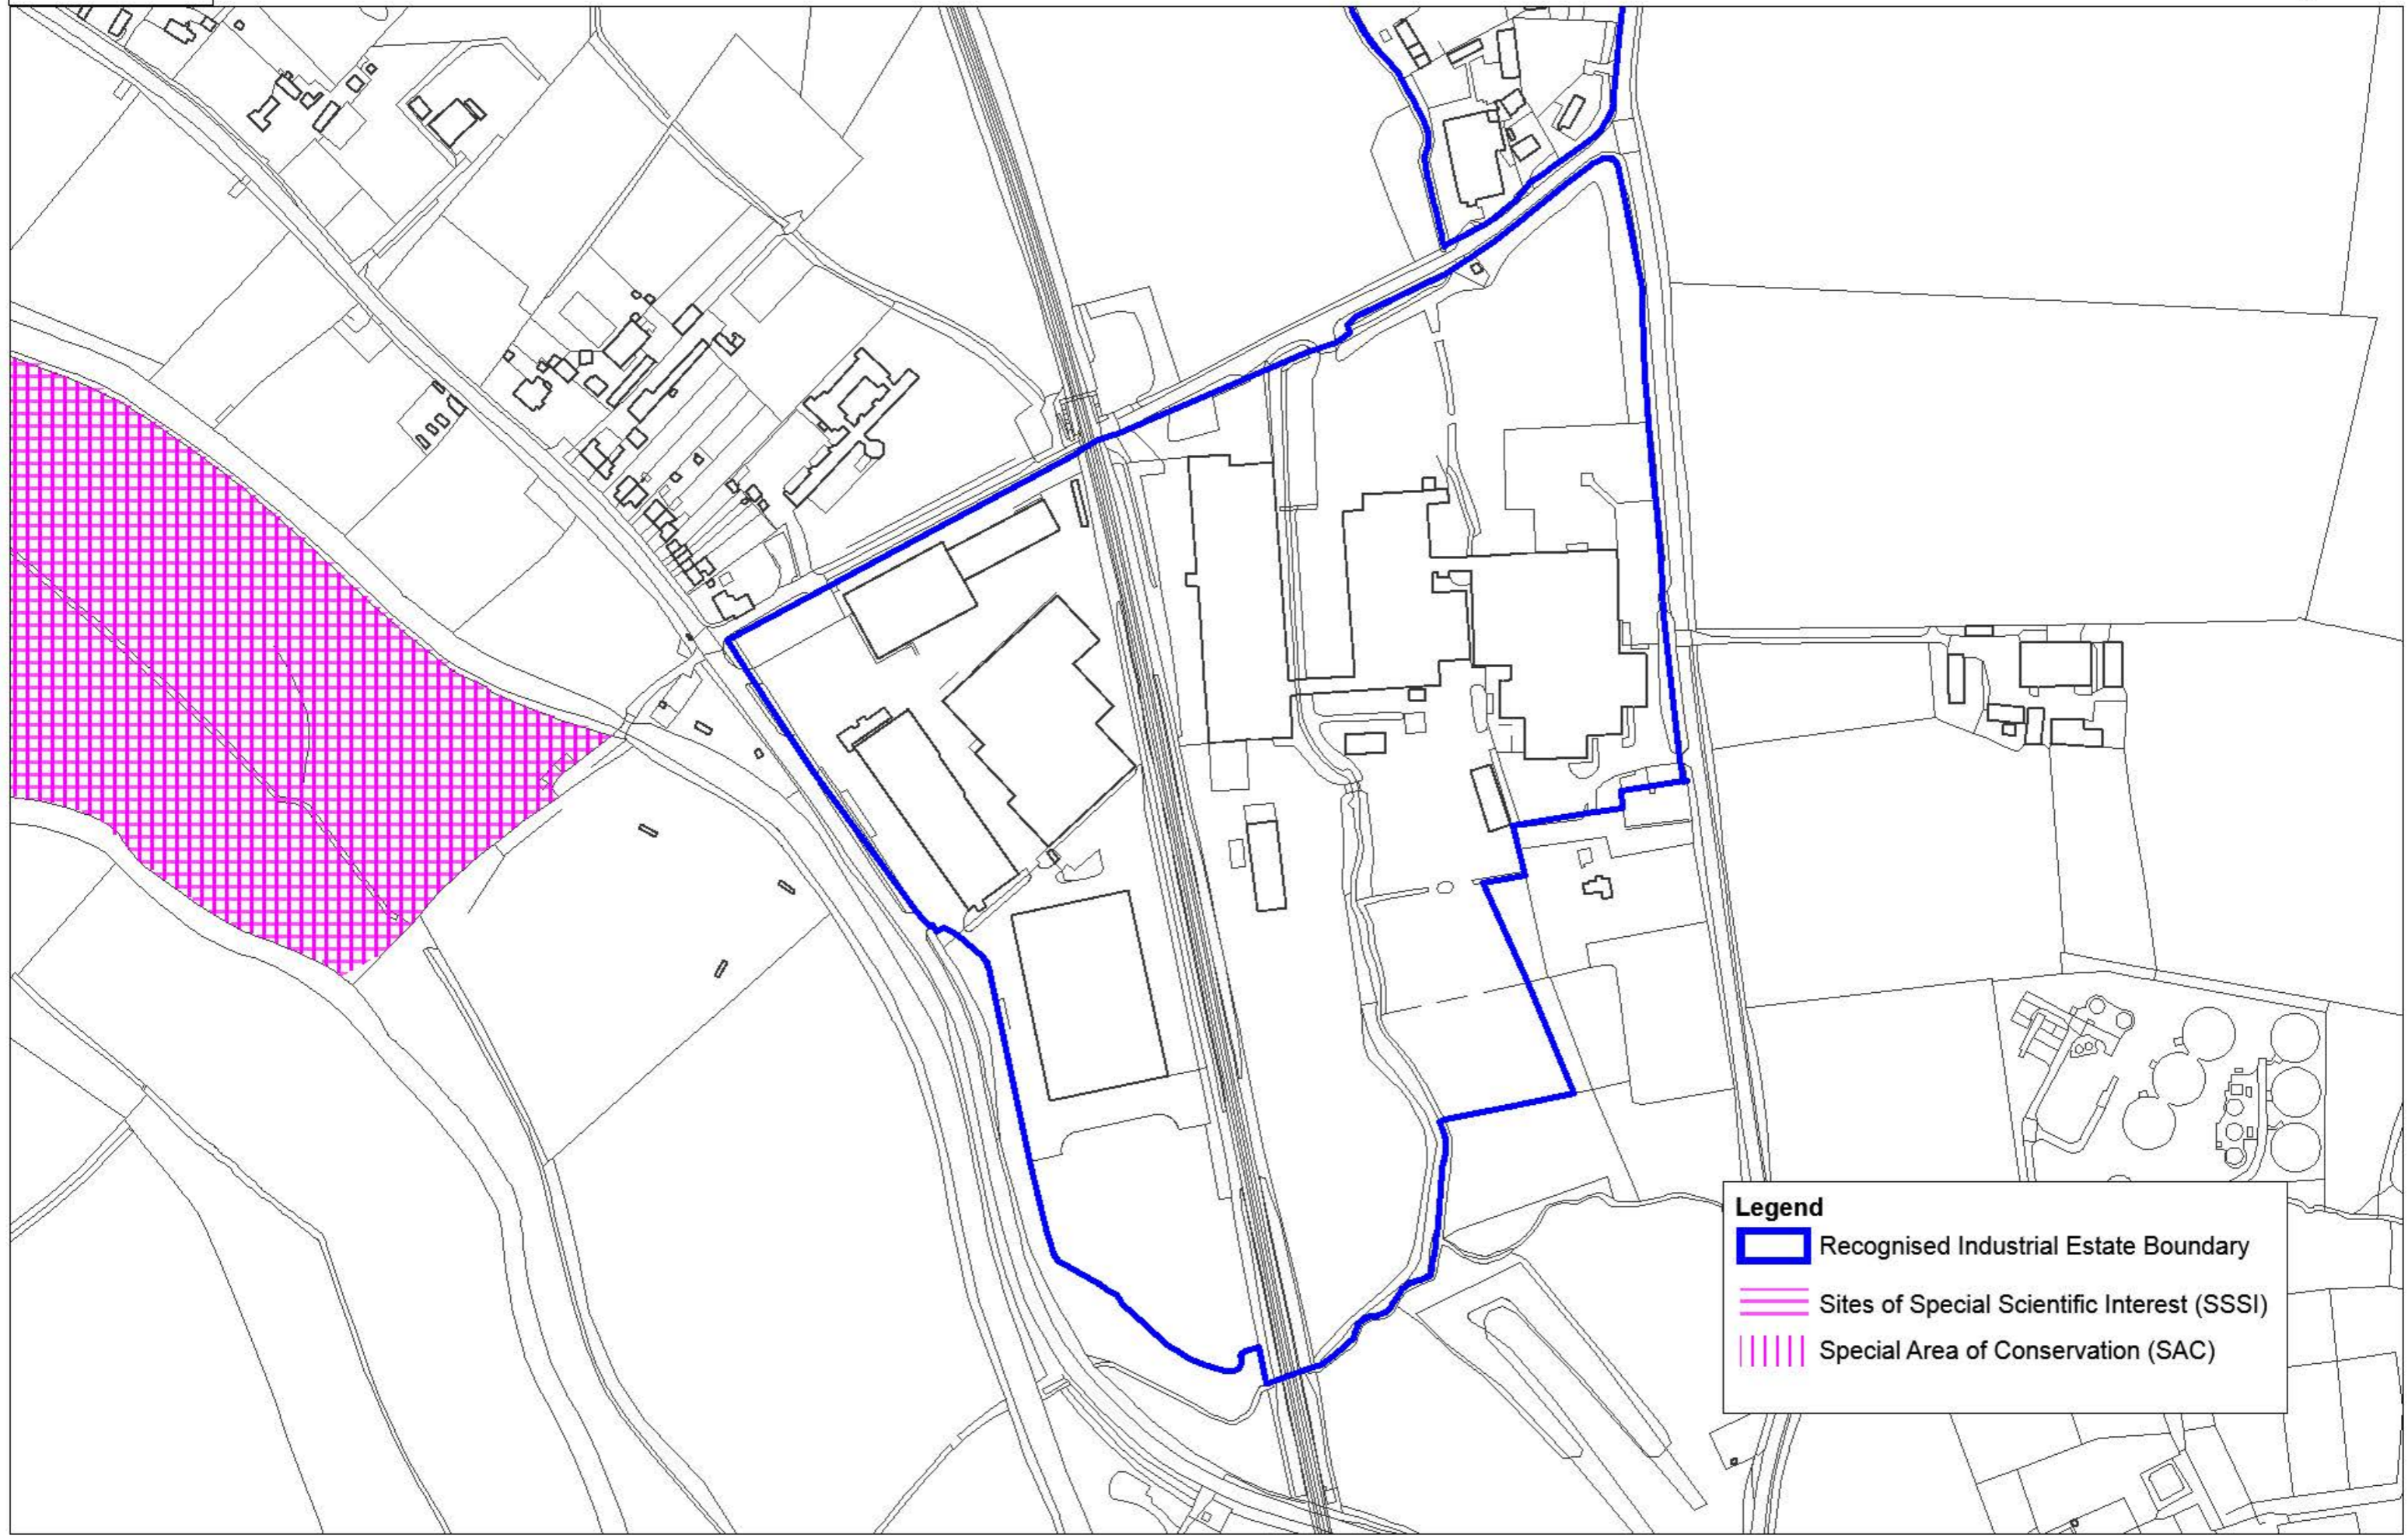 Legend
Recognised Industrial Estate Boundary
Sites of Special Scientific Interest (SSSI)
Special Area of Conservation (SAC)